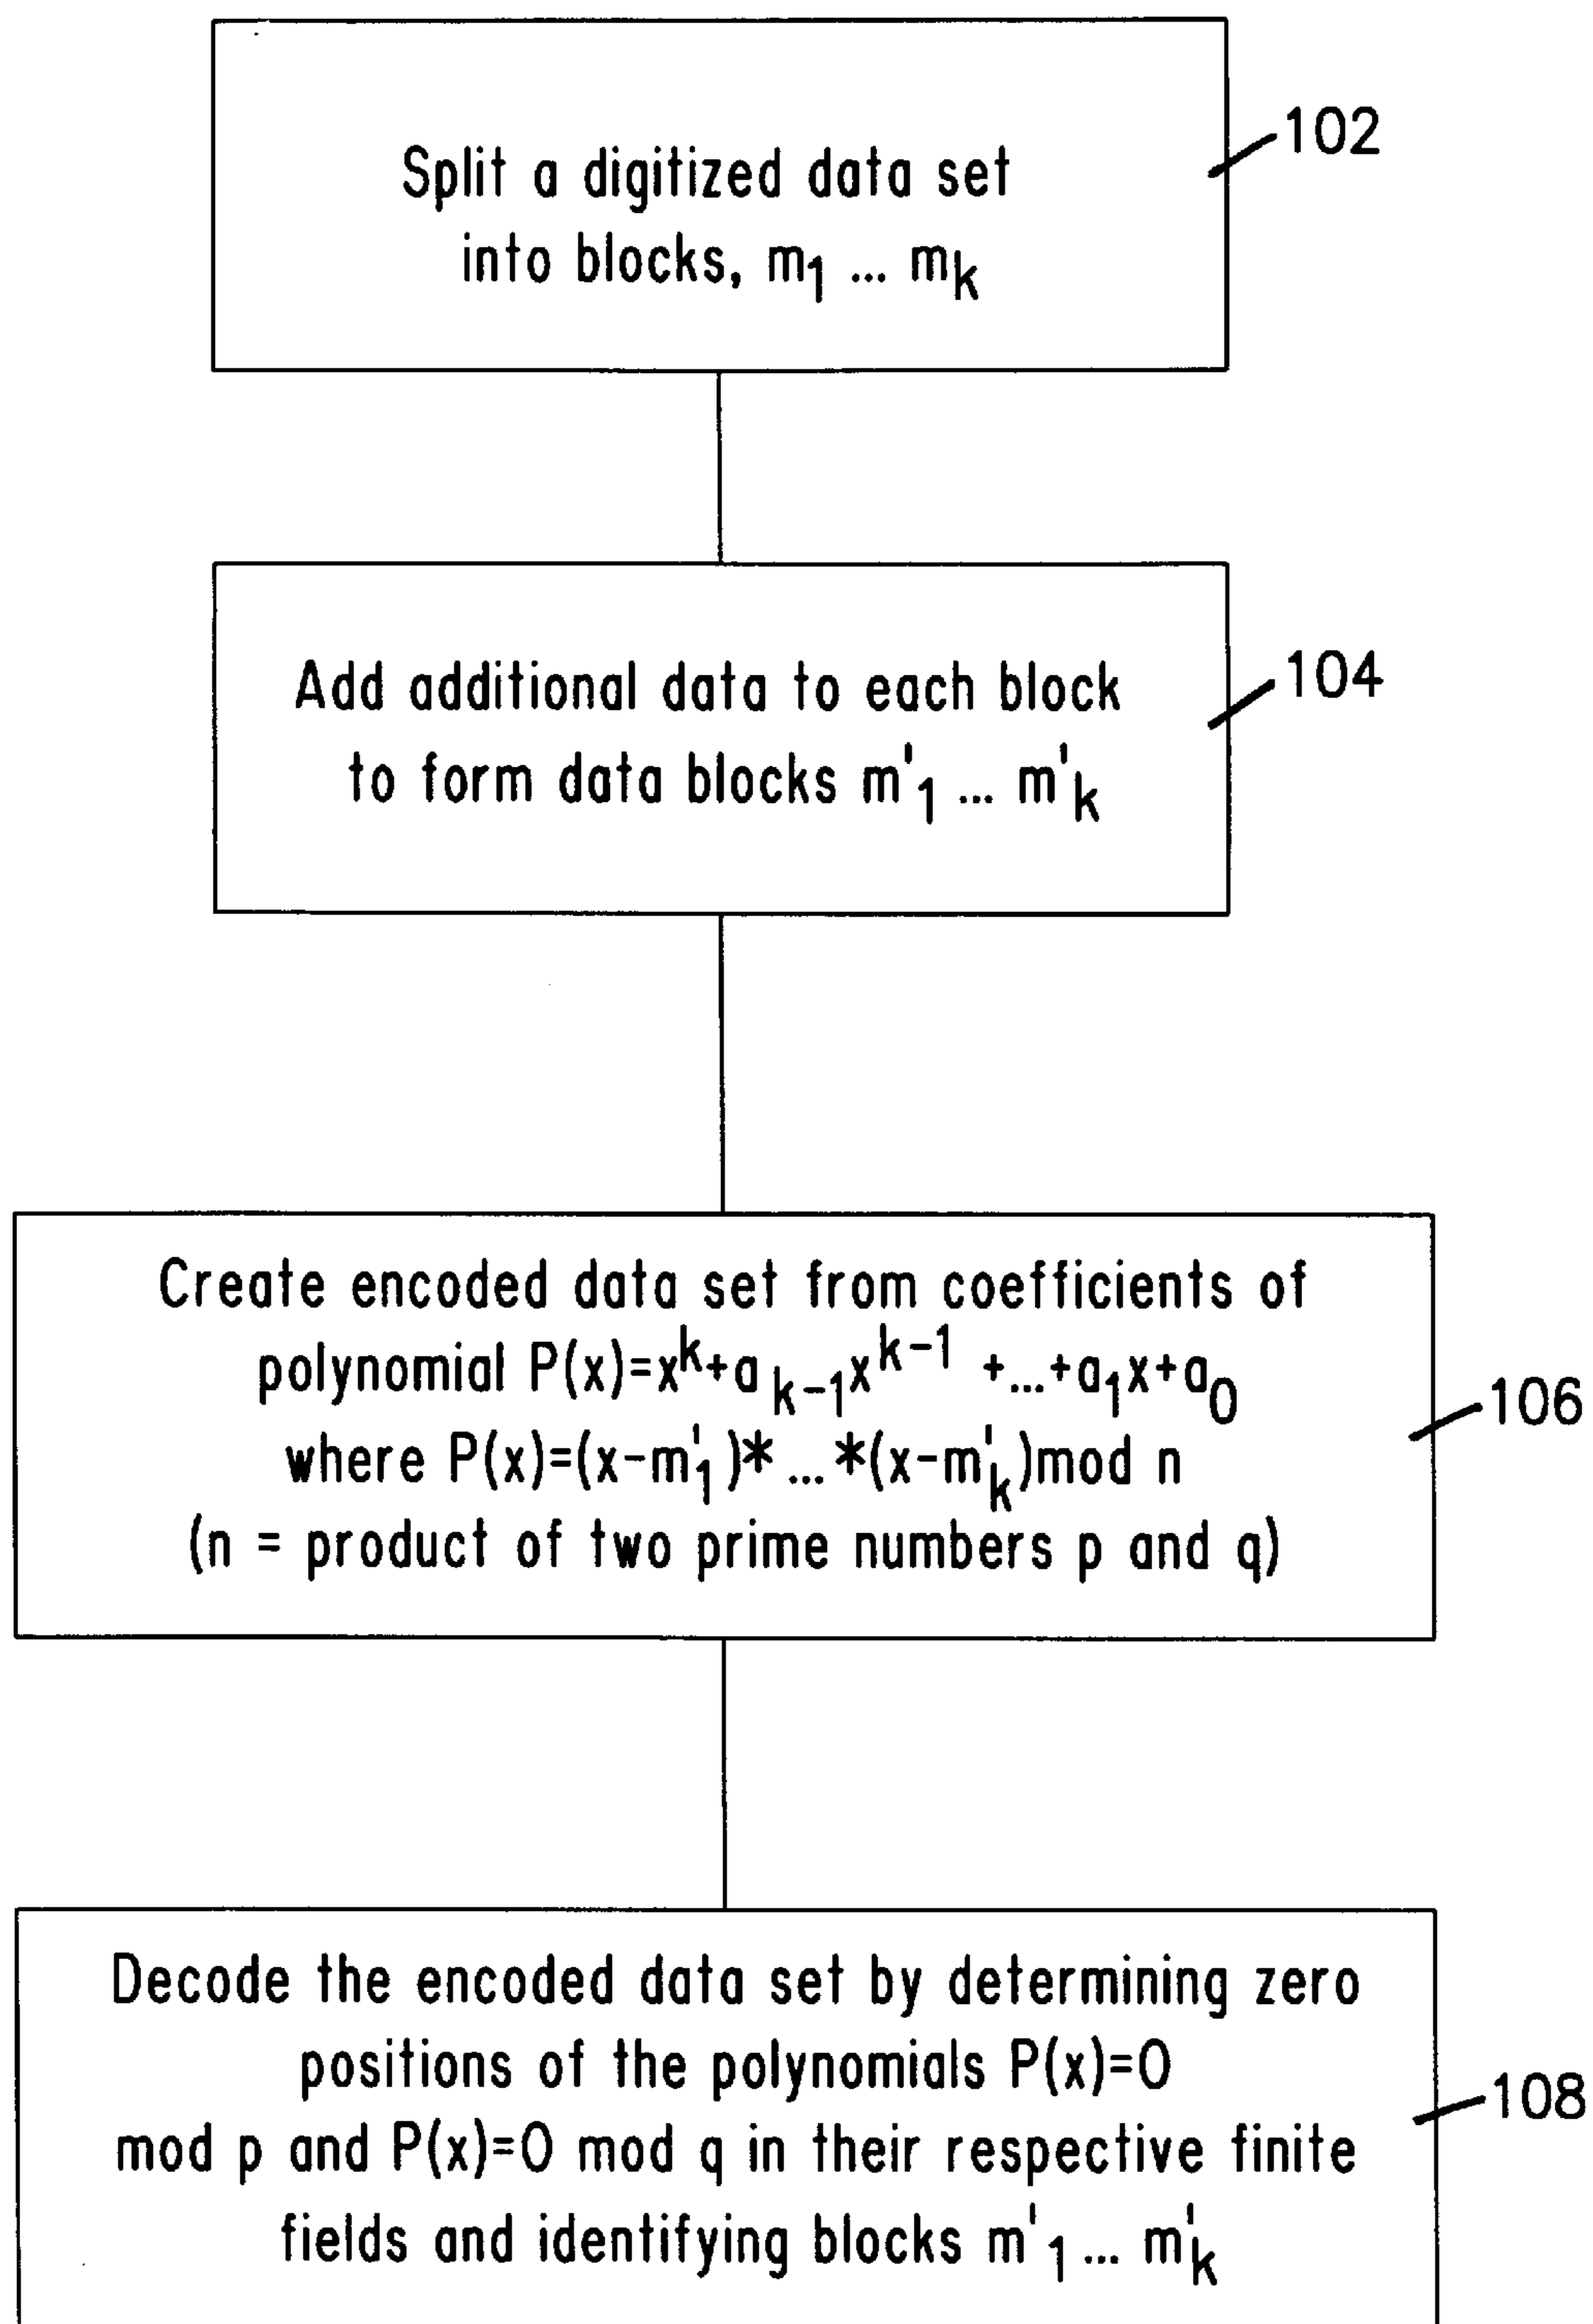 Split a digitized data set
into blocks, m₁ ... mₖ
102
Add additional data to each block
to form data blocks m'₁ ... m'ₖ
104
Create encoded data set from coefficients of
polynomial P(x)=xᵏ+aₖ₋₁xᵏ⁻¹ +...+a₁x+a₀
where P(x)=(x-m'₁)* ... *(x-m'ₖ)mod n
(n = product of two prime numbers p and q)
106
Decode the encoded data set by determining zero
positions of the polynomials P(x)=0
mod p and P(x)=0 mod q in their respective finite
fields and identifying blocks m'₁ ... m'ₖ
108